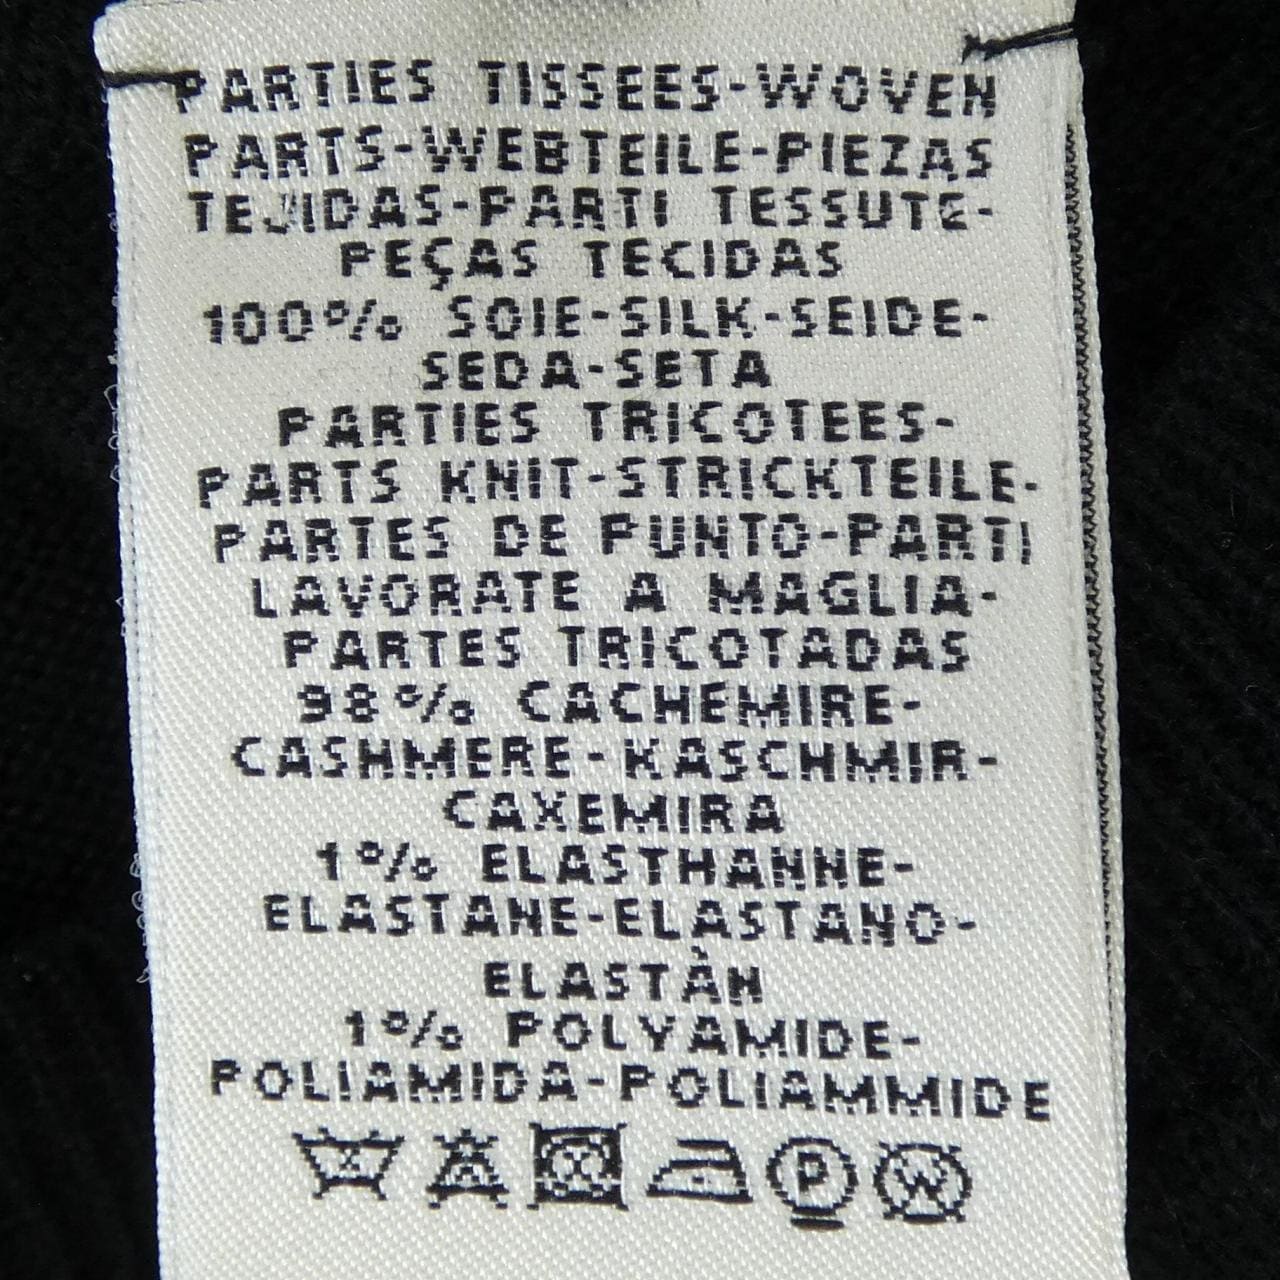 PARTIES TISSEES-WOVEN
PARTS-WEBTEILE-PIEZAS
TEJIDAS-PARTI TESSUTE-
PEÇAS TECIDAS
100% SOIE-SILK-SEIDE-
SEDA-SETA
PARTIES TRICOTEES-
PARTS KNIT-STRICKTEILE-
PARTES DE PUNTO-PARTI
LAVORATE A MAGLIA-
PARTES TRICOTADAS
98% CACHEMIRE-
CASHMERE-KASCHMIR-
CAXEMIRA
1% ELASTHANNE-
ELASTANE-ELASTANO-
ELASTÀN
1% POLYAMIDE-
POLIAMIDA-POLIAMMIDE
P W